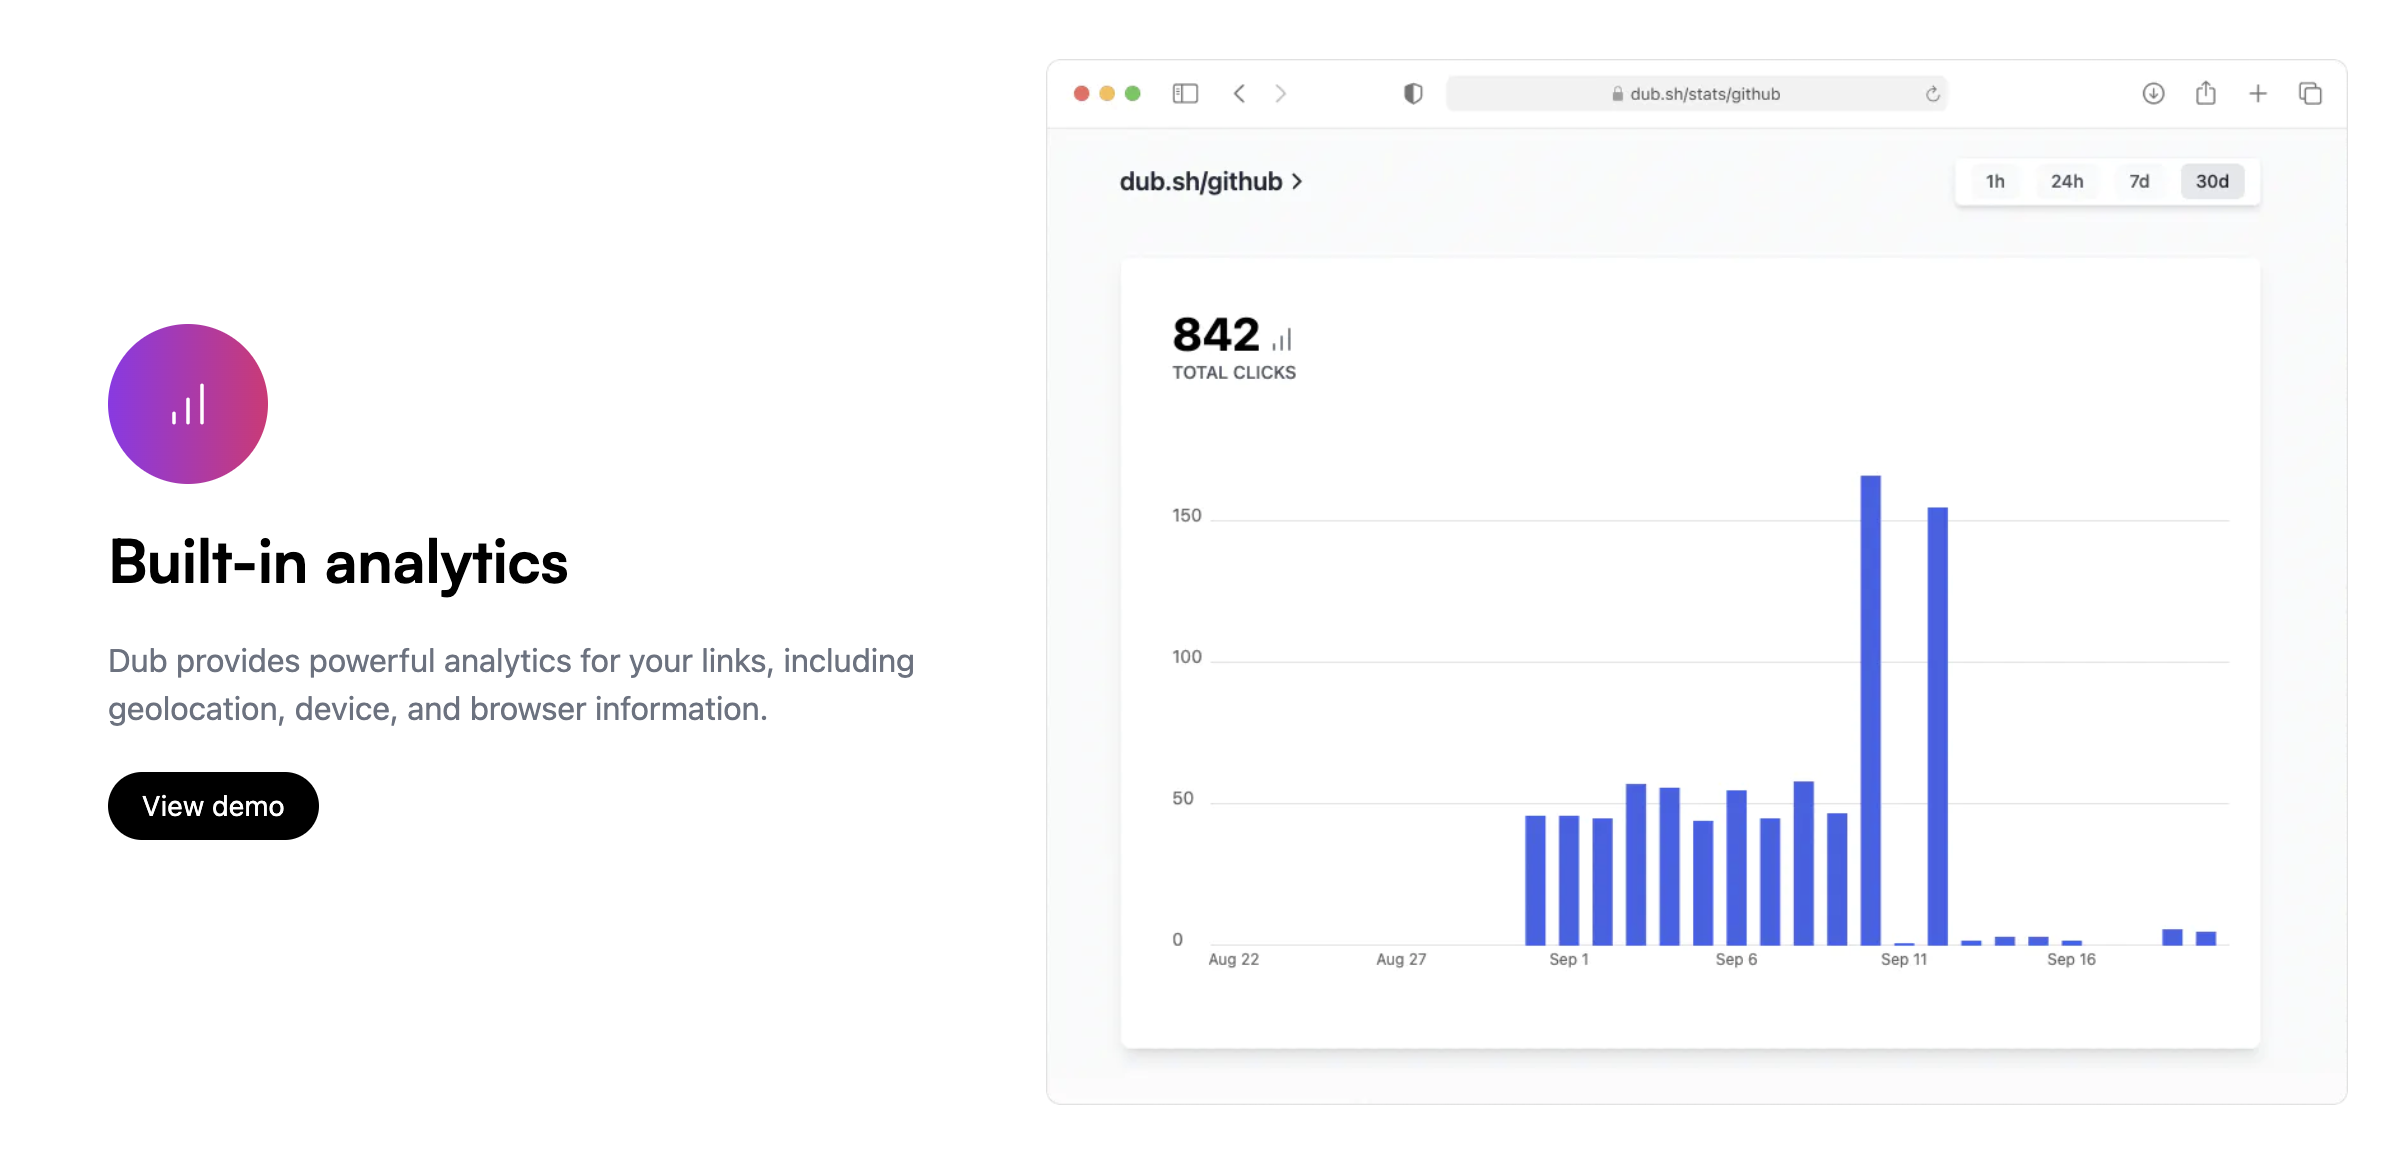 Built-in analytics
Dub provides powerful analytics for your links, including
geolocation, device, and browser information.
View demo
dub.sh/stats/github
dub.sh/github
1h 24h 7d 30d
842
TOTAL CLICKS
150
100
50
0
Aug 22 Aug 27 Sep 1 Sep 6 Sep 11 Sep 16